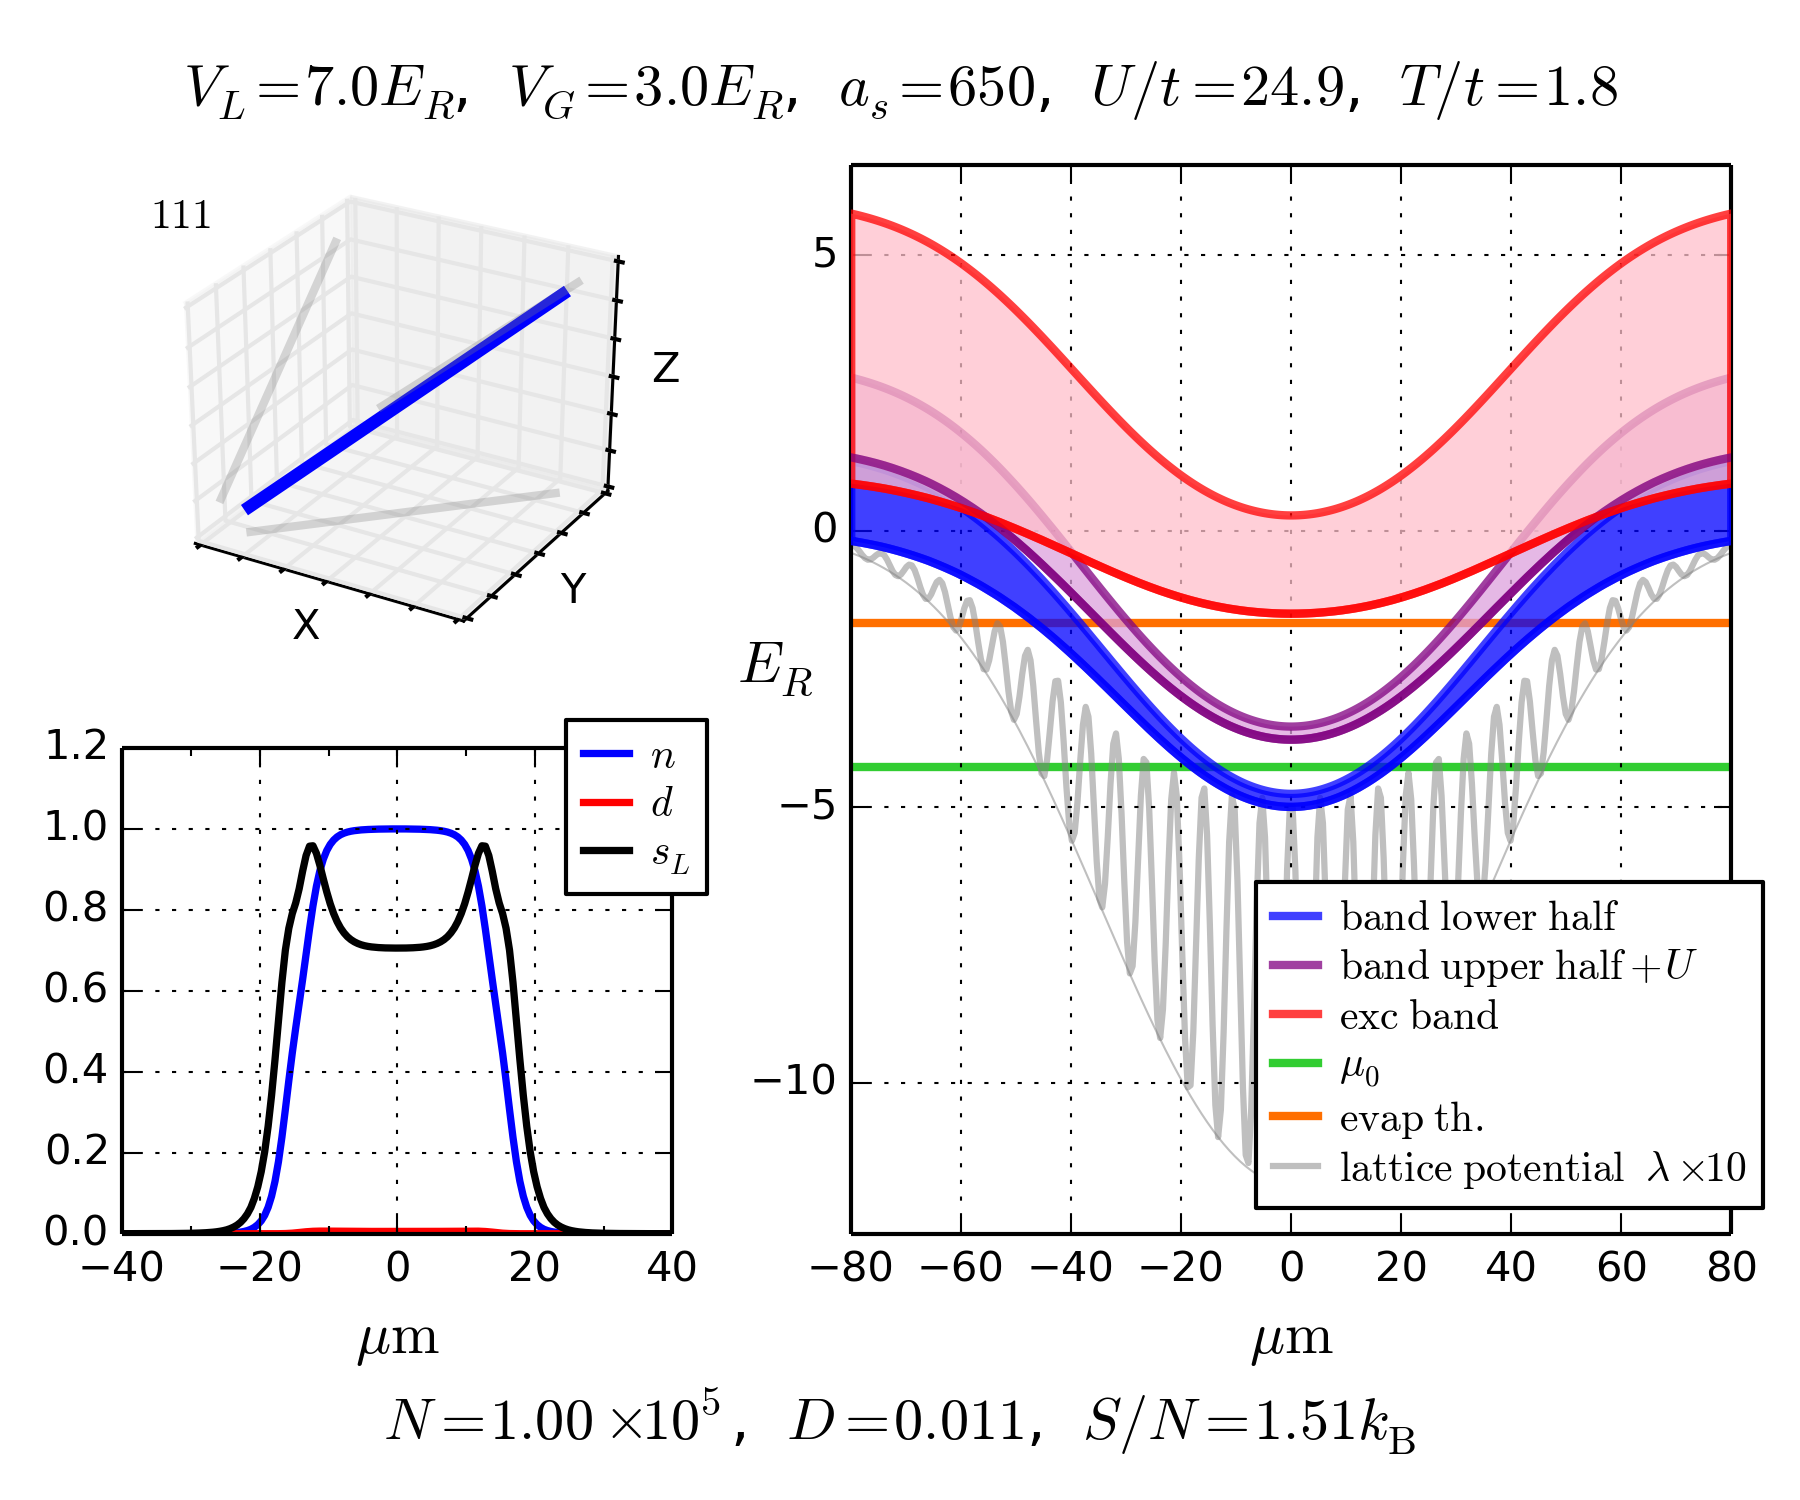 V_L=7.0E_R, V_G=3.0E_R, a_s=650, U/t=24.9, T/t=1.8
111
Z
Y
X
1.2
1.0
0.8
0.6
0.4
0.2
0.0
−40 −20 0 20 40
μm
n
d
s_L
E_R
5
0
−5
−10
−80 −60 −40 −20 0 20 40 60 80
μm
band lower half
band upper half+U
exc band
μ_0
evap th.
lattice potential λ×10
N=1.00×10^5, D=0.011, S/N=1.51k_B